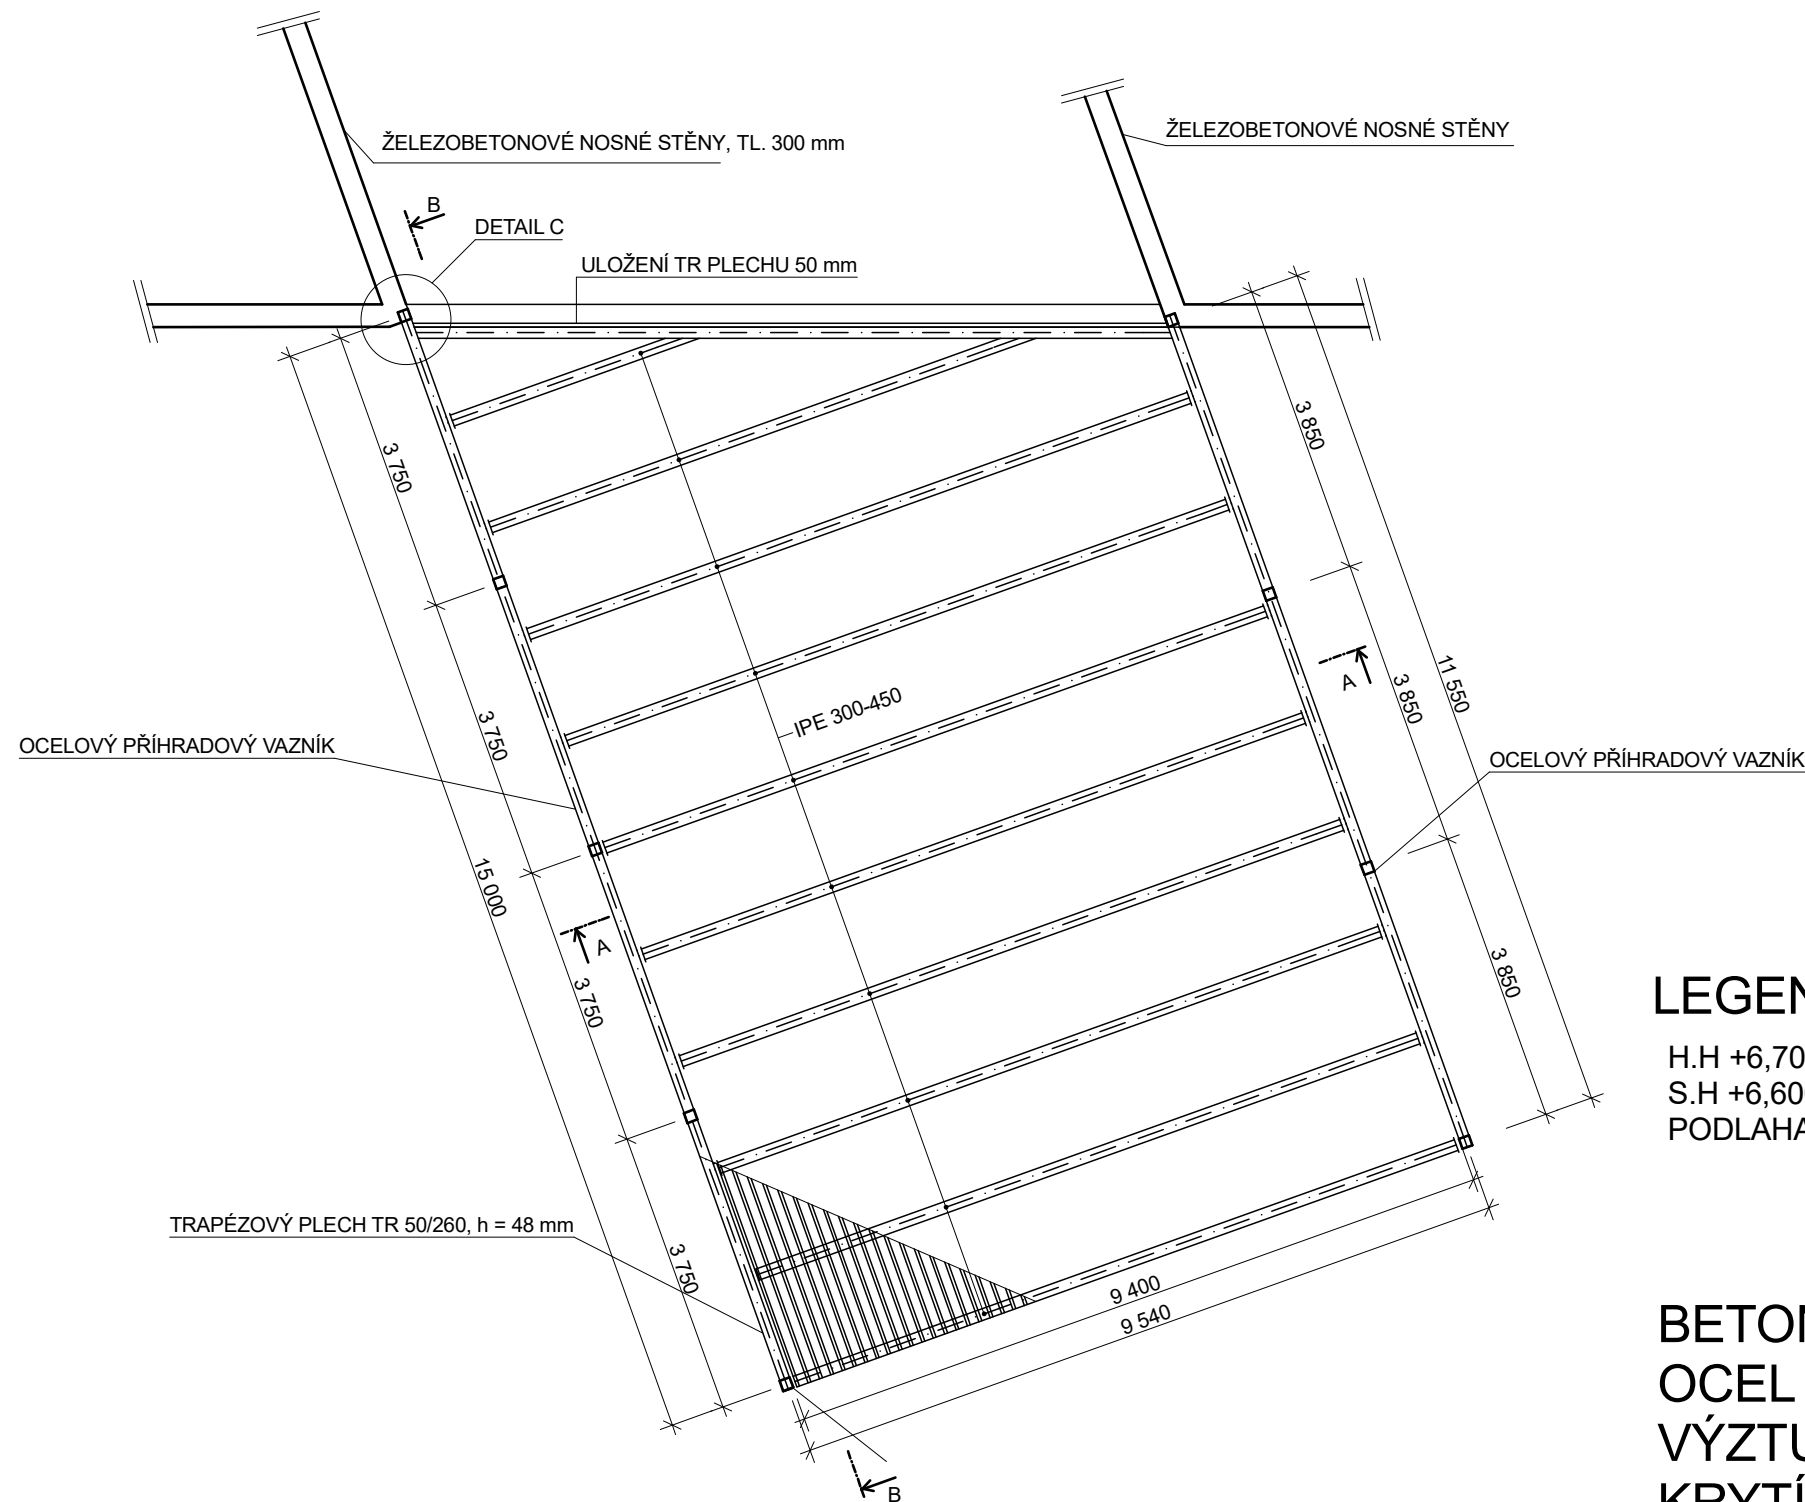 ŽELEZOBETONOVÉ NOSNÉ STĚNY, TL. 300 mm
ŽELEZOBETONOVÉ NOSNÉ STĚNY
B
DETAIL C
ULOŽENÍ TR PLECHU 50 mm
3 750
3 850
IPE 300-450
A
3 850
11 550
3 750
OCELOVÝ PŘÍHRADOVÝ VAZNÍK
OCELOVÝ PŘÍHRADOVÝ VAZNÍK
15 000
A
3 750
3 850
LEGEN
H.H +6,70
S.H +6,60
PODLAHA
TRAPÉZOVÝ PLECH TR 50/260, h = 48 mm
3 750
9 400
9 540
BETON
OCEL
VÝZTU
KRYTÍ
B